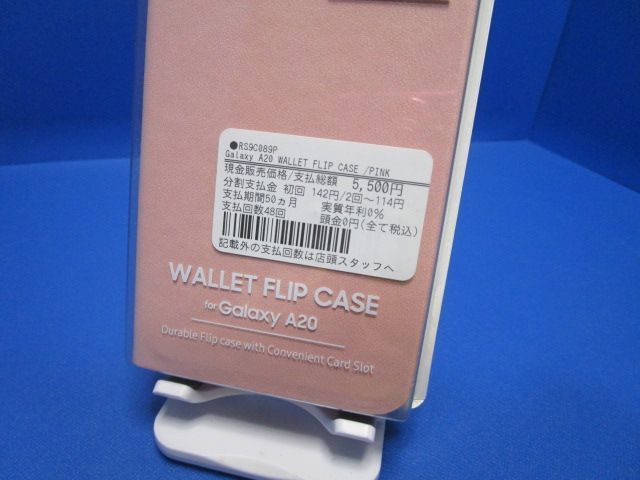 ●RS9C089P
Galaxy A20 WALLET FLIP CASE /PINK
現金販売価格/支払総額 5,500円
分割支払金 初回 142円/2回～114円
支払期間50ヵ月 実質年利0%
支払回数48回 頭金0円(全て税込)
記載外の支払回数は店頭スタッフへ
WALLET FLIP CASE
for Galaxy A20
Durable Flip case with Convenient Card Slot